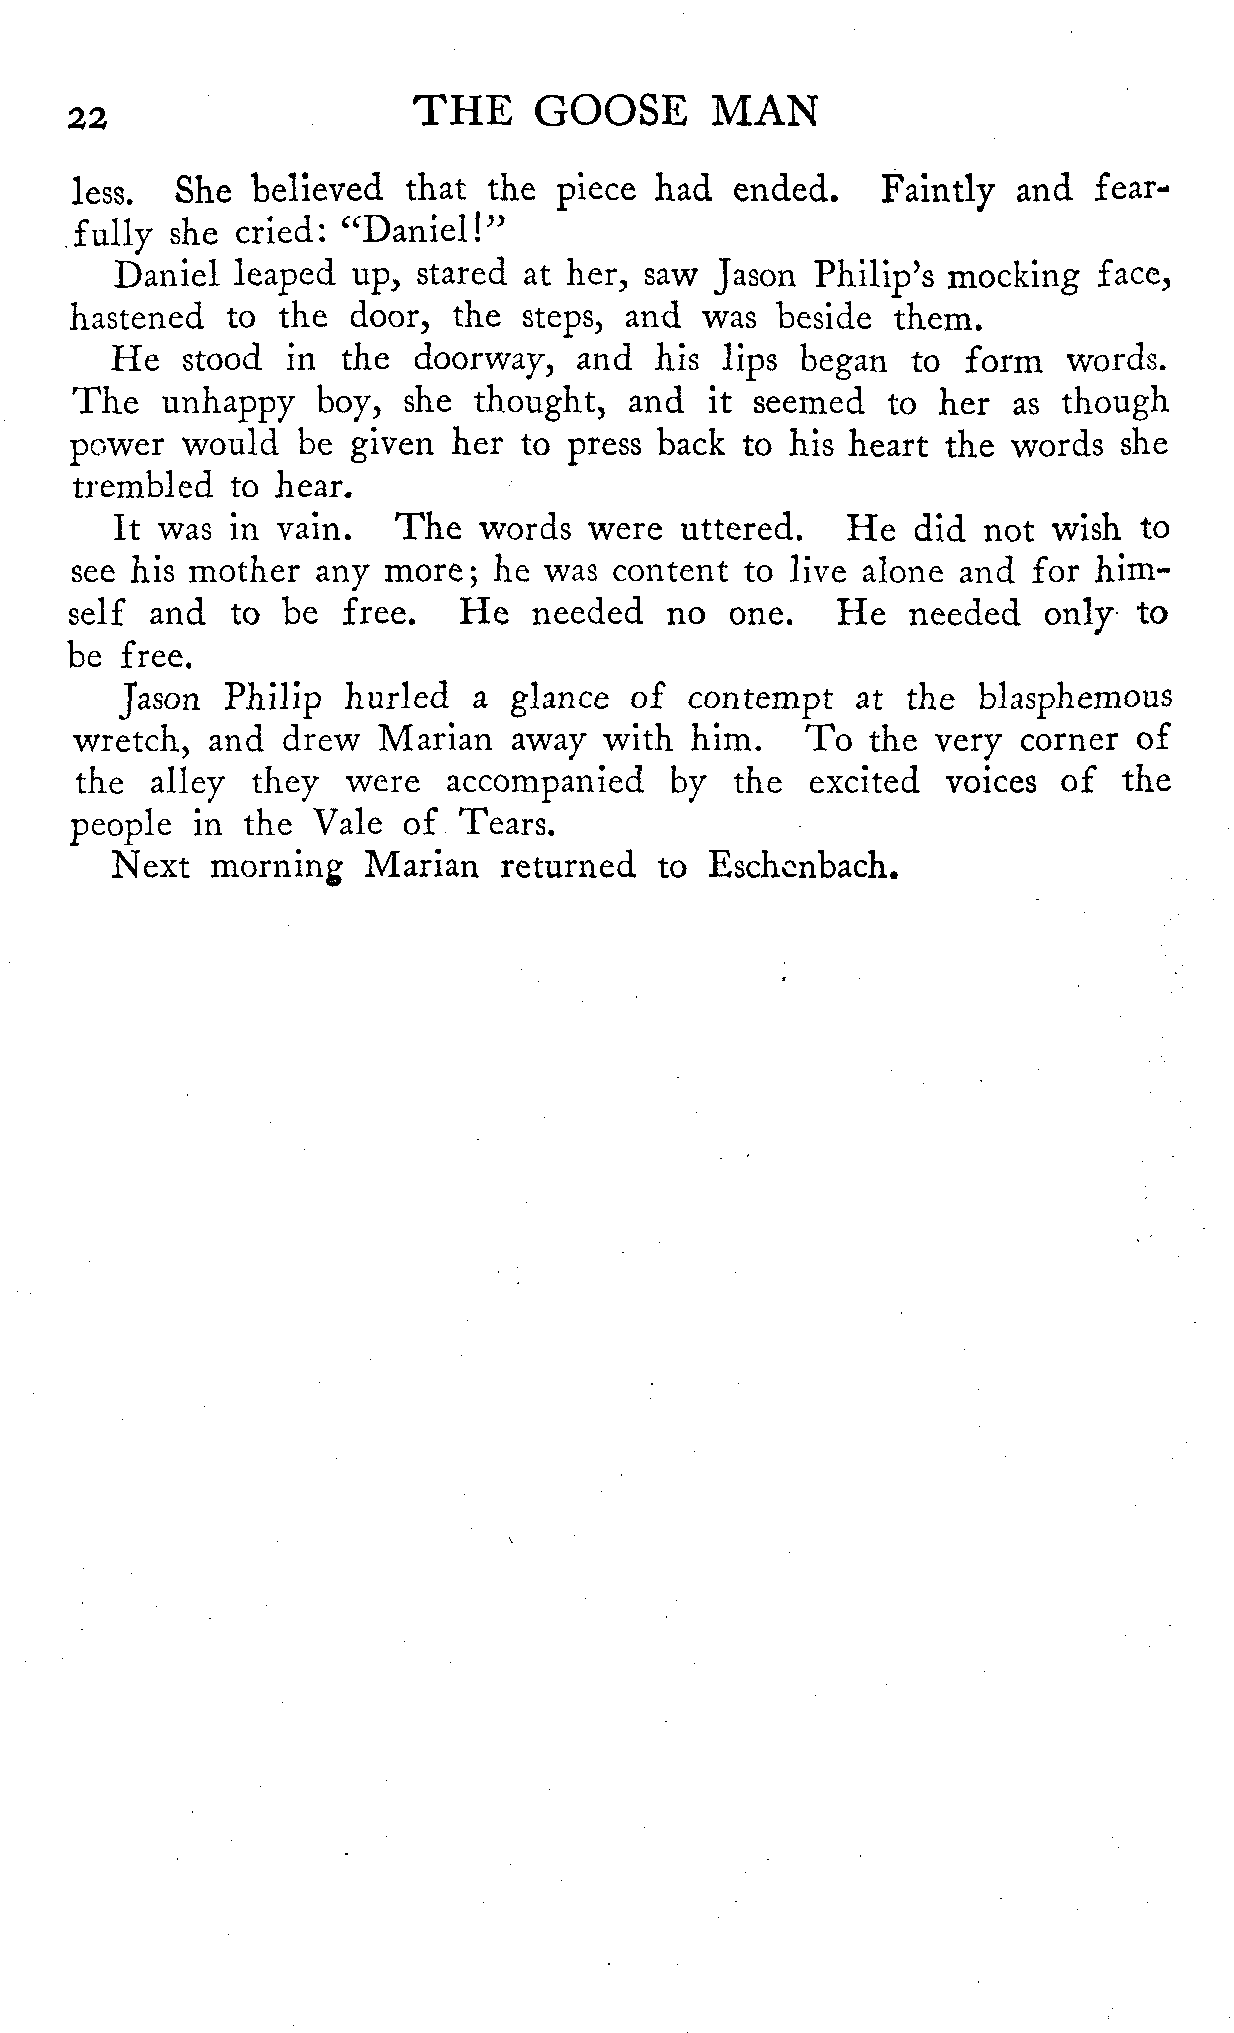 22 THE GOOSE MAN
less. She believed that the piece had ended. Faintly and fear-
fully she cried: “Daniel!”
Daniel leaped up, stared at her, saw Jason Philip’s mocking face,
hastened to the door, the steps, and was beside them.
He stood in the doorway, and his lips began to form words.
The unhappy boy, she thought, and it seemed to her as though
power would be given her to press back to his heart the words she
trembled to hear.
It was in vain. The words were uttered. He did not wish to
see his mother any more; he was content to live alone and for him-
self and to be free. He needed no one. He needed only to
be free.
Jason Philip hurled a glance of contempt at the blasphemous
wretch, and drew Marian away with him. To the very corner of
the alley they were accompanied by the excited voices of the
people in the Vale of Tears.
Next morning Marian returned to Eschenbach.